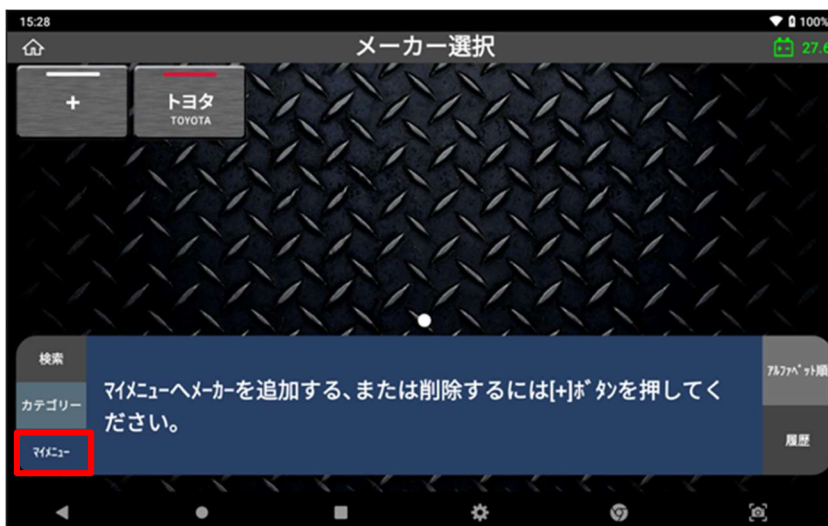 15:28
100%
メーカー選択
27.6
+
トヨタ
TOYOTA
検索
カテゴリー
ﾏｲﾒﾆｭｰ
ﾏｲﾒﾆｭｰへﾒｰｶｰを追加する、または削除するには[+]ﾎﾞﾀﾝを押してく
ださい。
ｱﾙﾌｧﾍﾞｯﾄ順
履歴